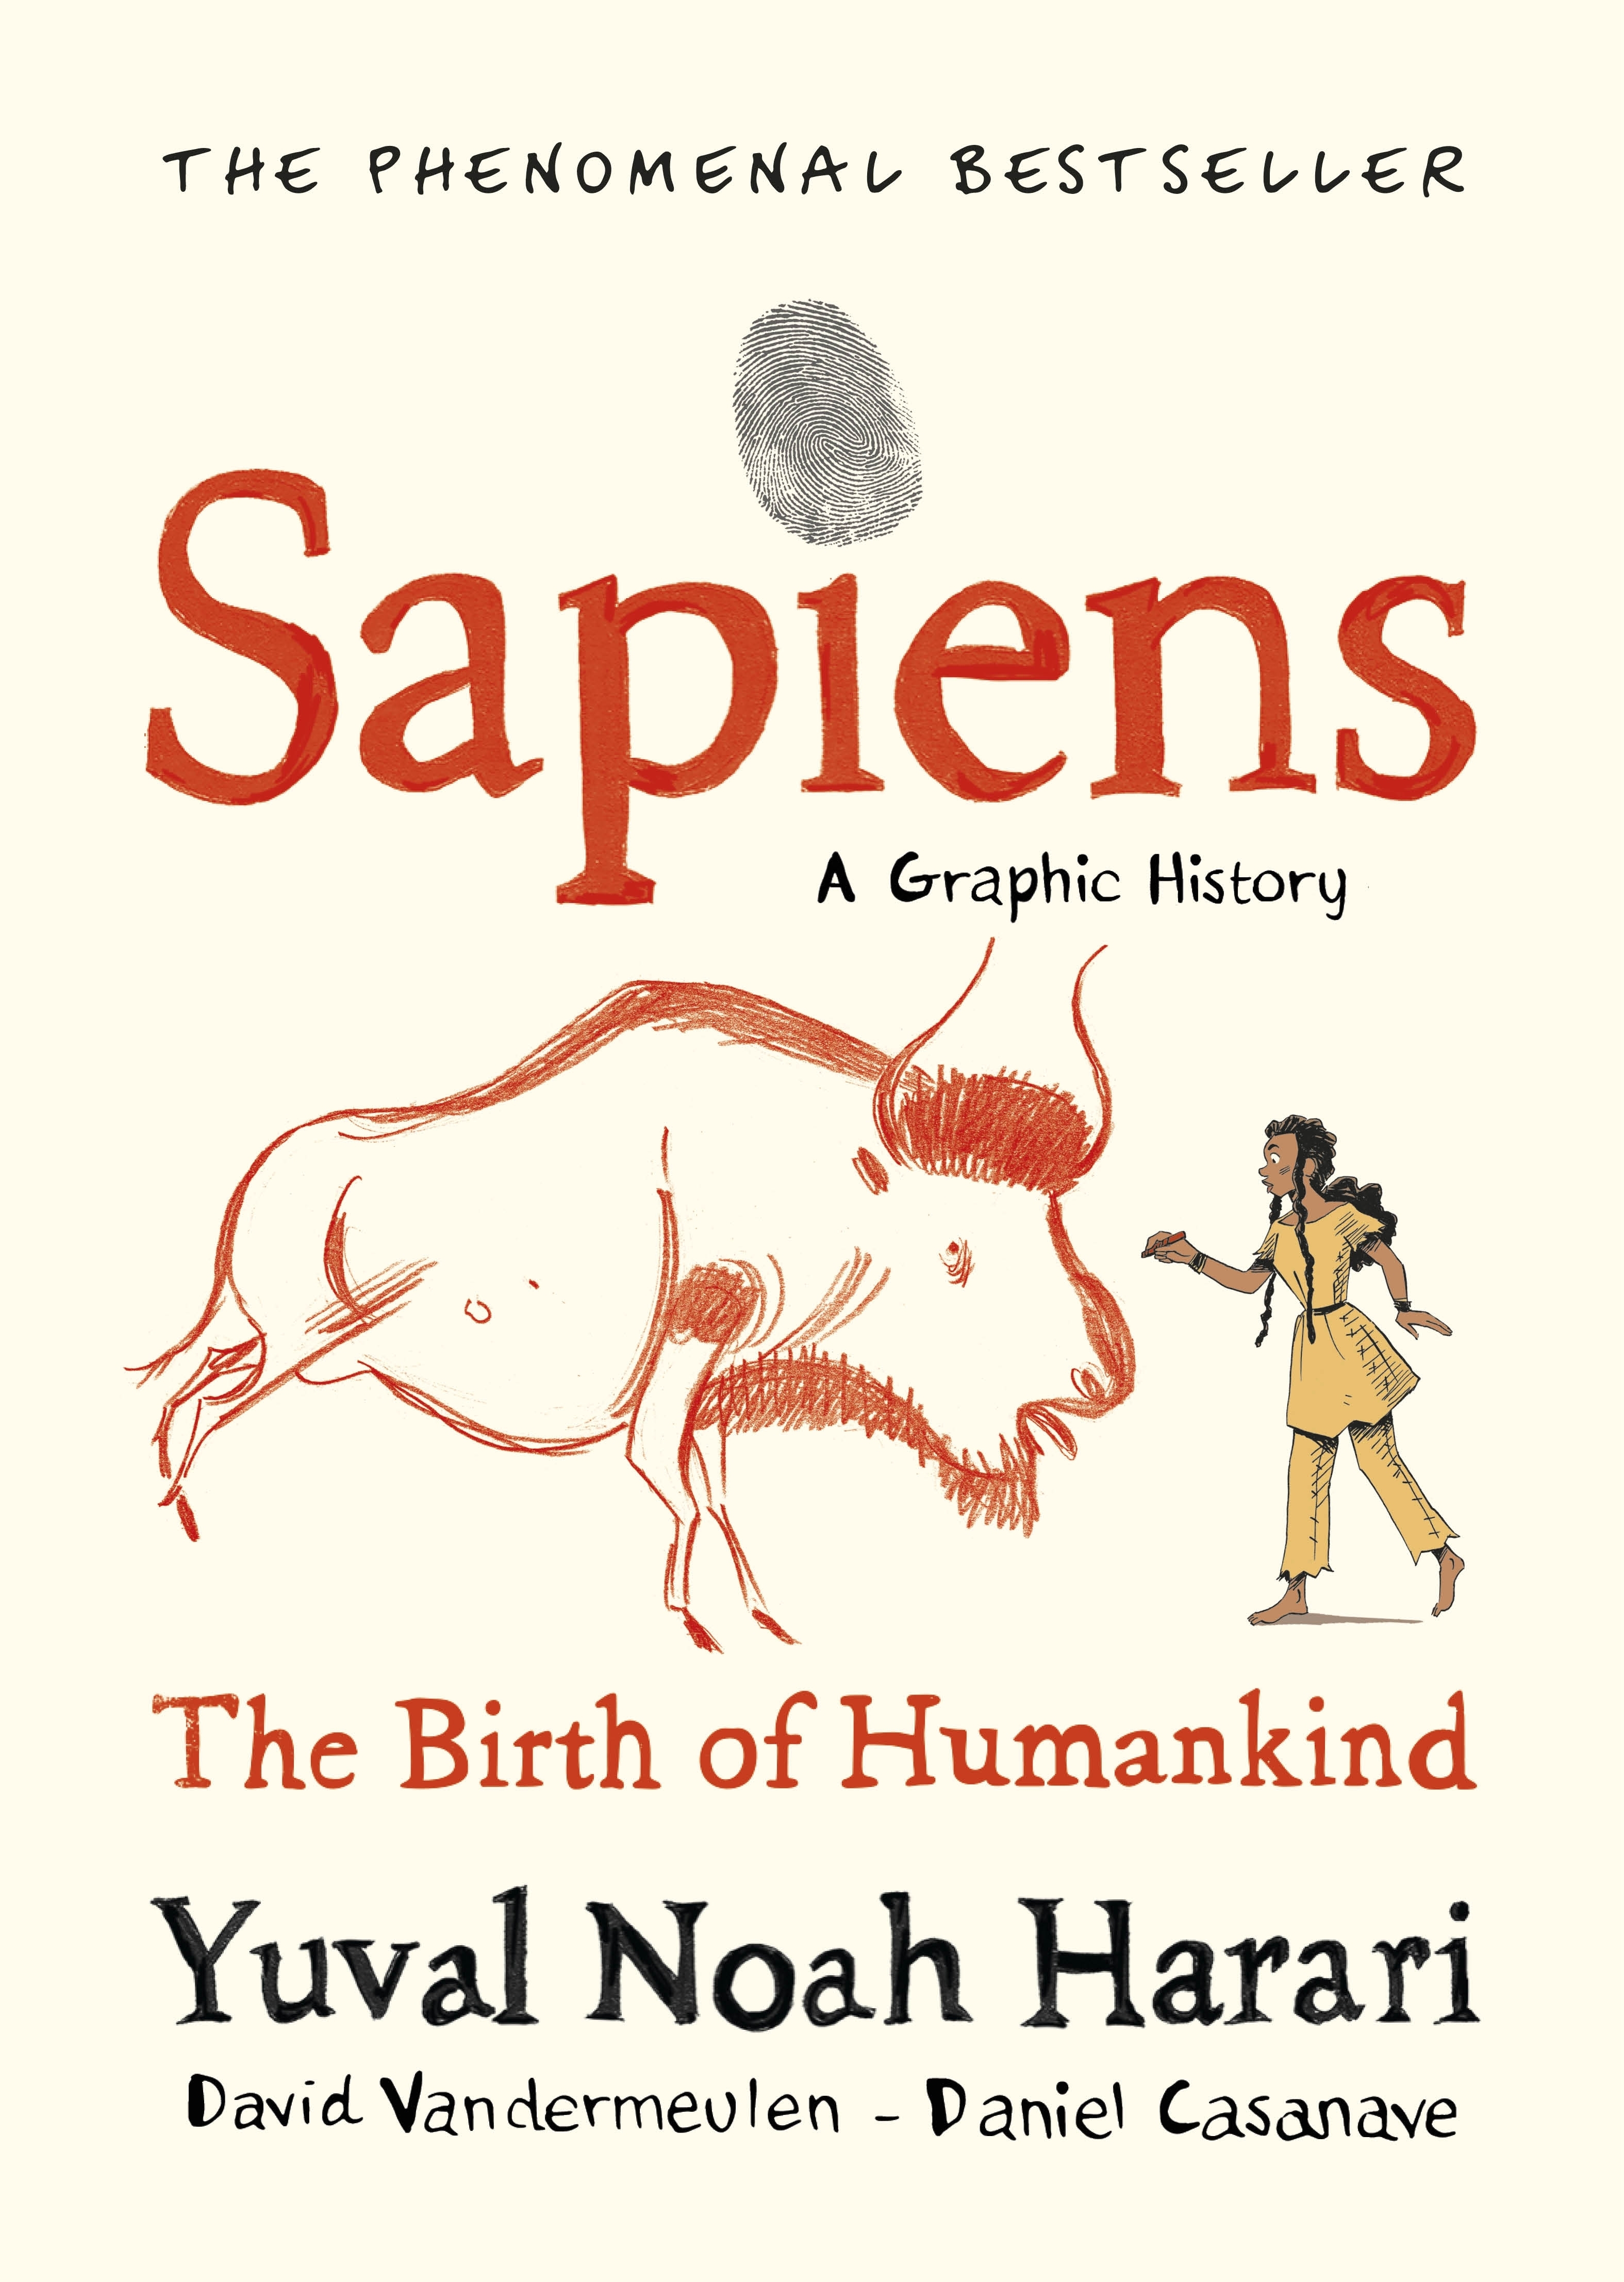 THE PHENOMENAL BESTSELLER
Sapiens
A Graphic History
The Birth of Humankind
Yuval Noah Harari
David Vandermeulen - Daniel Casanave